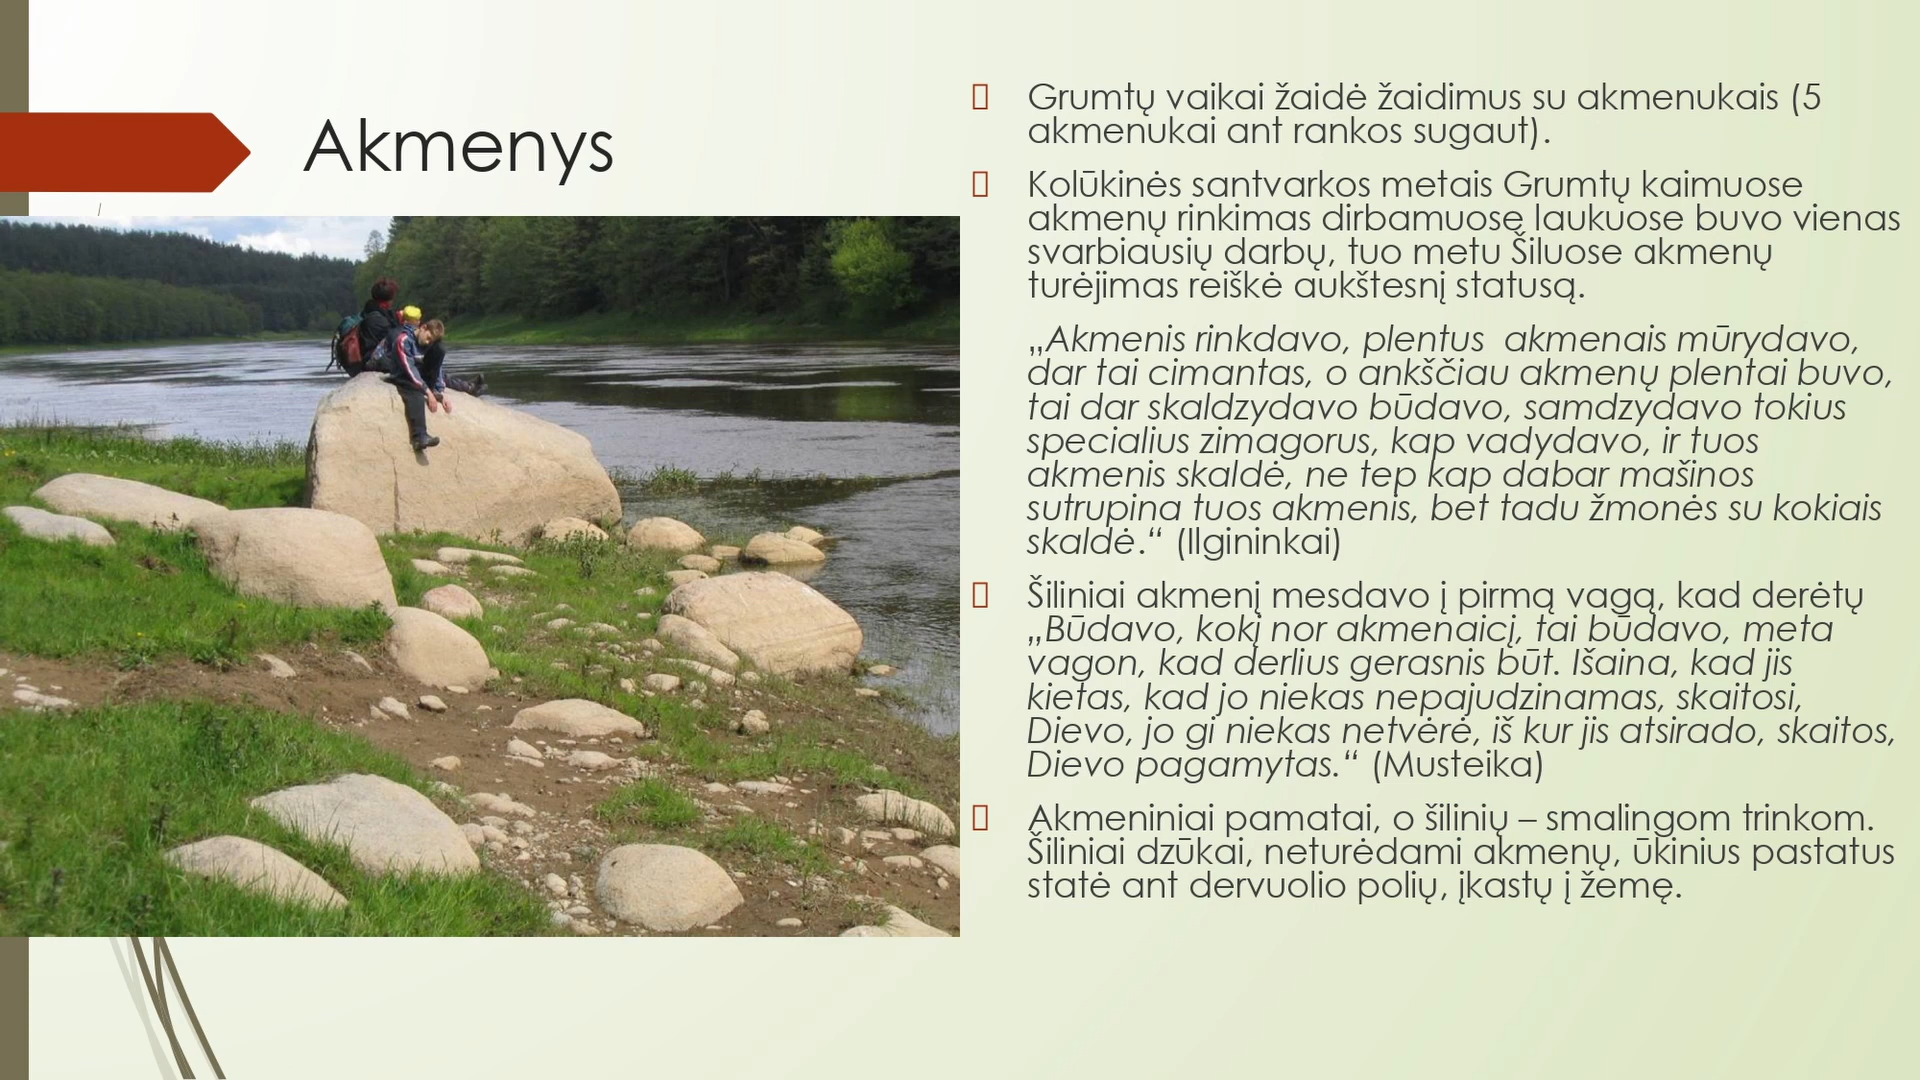 Akmenys
Grumtų vaikai žaidė žaidimus su akmenukais (5
akmenukai ant rankos sugaut).
Kolūkinės santvarkos metais Grumtų kaimuose
akmenų rinkimas dirbamuose laukuose buvo vienas
svarbiausių darbų, tuo metu Šiluose akmenų
turėjimas reiškė aukštesnį statusą.
„Akmenis rinkdavo, plentus  akmenais mūrydavo,
dar tai cimantas, o ankščiau akmenų plentai buvo,
tai dar skaldzydavo būdavo, samdzydavo tokius
specialius zimagorus, kap vadydavo, ir tuos
akmenis skaldė, ne tep kap dabar mašinos
sutrupina tuos akmenis, bet tadu žmonės su kokiais
skaldė.“ (Ilgininkai)
Šiliniai akmenį mesdavo į pirmą vagą, kad derėtų
„Būdavo, kokį nor akmenaicį, tai būdavo, meta
vagon, kad derlius gerasnis būt. Išaina, kad jis
kietas, kad jo niekas nepajudzinamas, skaitosi,
Dievo, jo gi niekas netvėrė, iš kur jis atsirado, skaitos,
Dievo pagamytas.“ (Musteika)
Akmeniniai pamatai, o šilinių – smalingom trinkom.
Šiliniai dzūkai, neturėdami akmenų, ūkinius pastatus
statė ant dervuolio polių, įkastų į žemę.